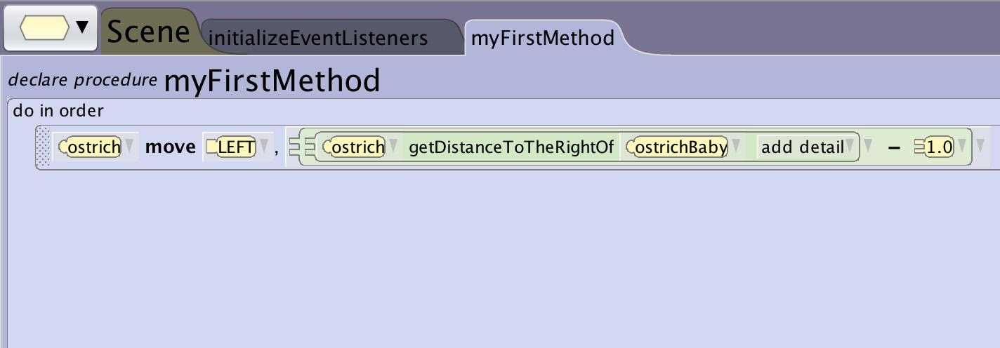 Scene initializeEventListeners myFirstMethod
declare procedure myFirstMethod
do in order
ostrich move LEFT , ostrich getDistanceToTheRightOf ostrichBaby add detail – 1.0